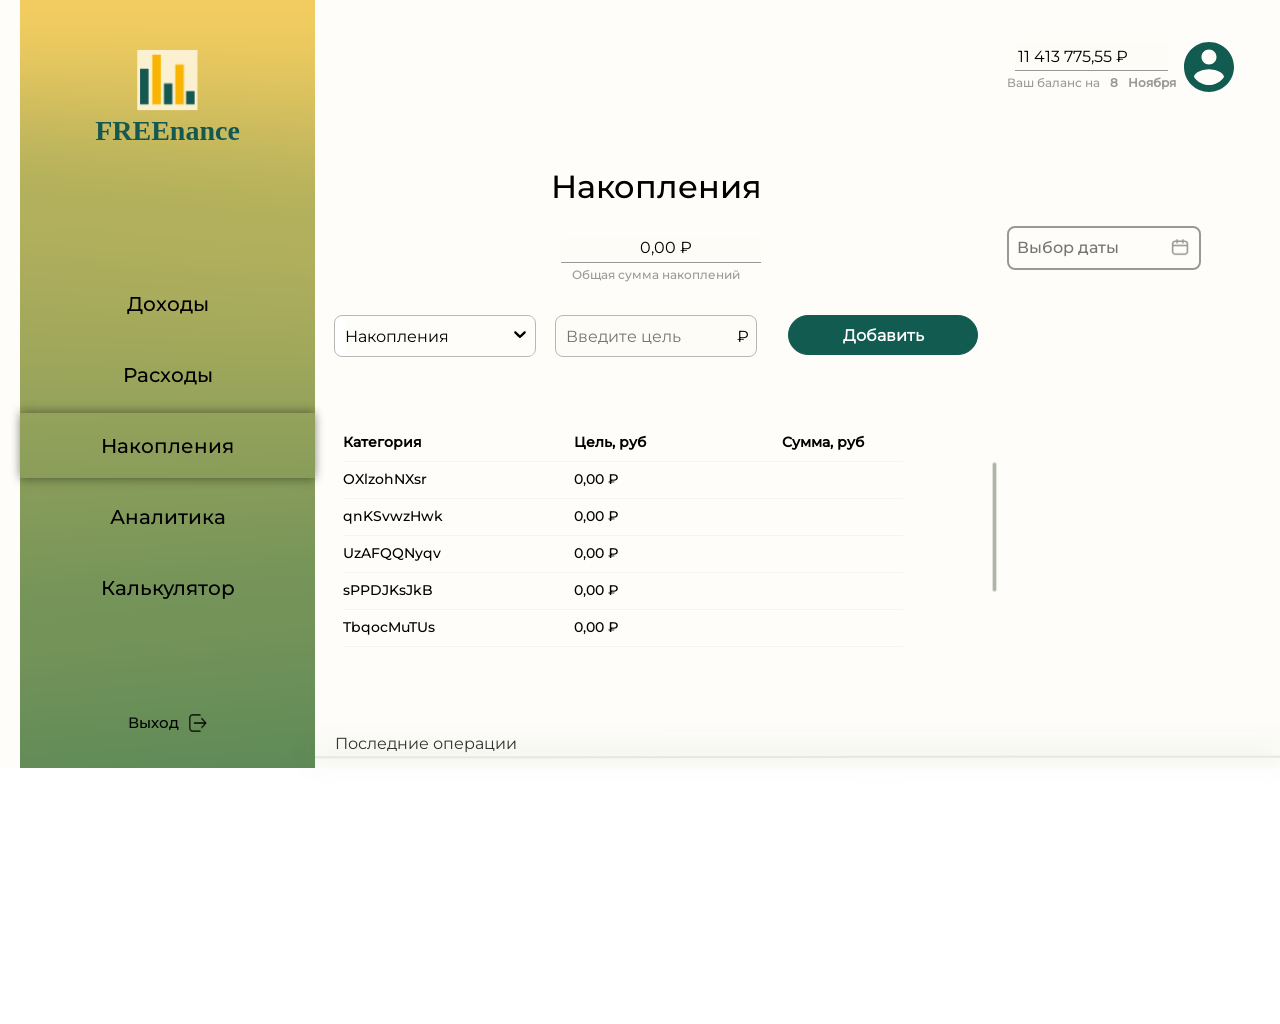 FREEnance
11 413 775,55 ₽
Ваш баланс на 8 Ноября
Накопления
0,00 ₽
Общая сумма накоплений
Выбор даты
Доходы
Расходы
Накопления
Аналитика
Калькулятор
Выход
Накопления
Введите цель ₽
Добавить
Категория Цель, руб Сумма, руб
OXlzohNXsr 0,00 ₽
qnKSvwzHwk 0,00 ₽
UzAFQQNyqv 0,00 ₽
sPPDJKsJkB 0,00 ₽
TbqocMuTUs 0,00 ₽
Последние операции